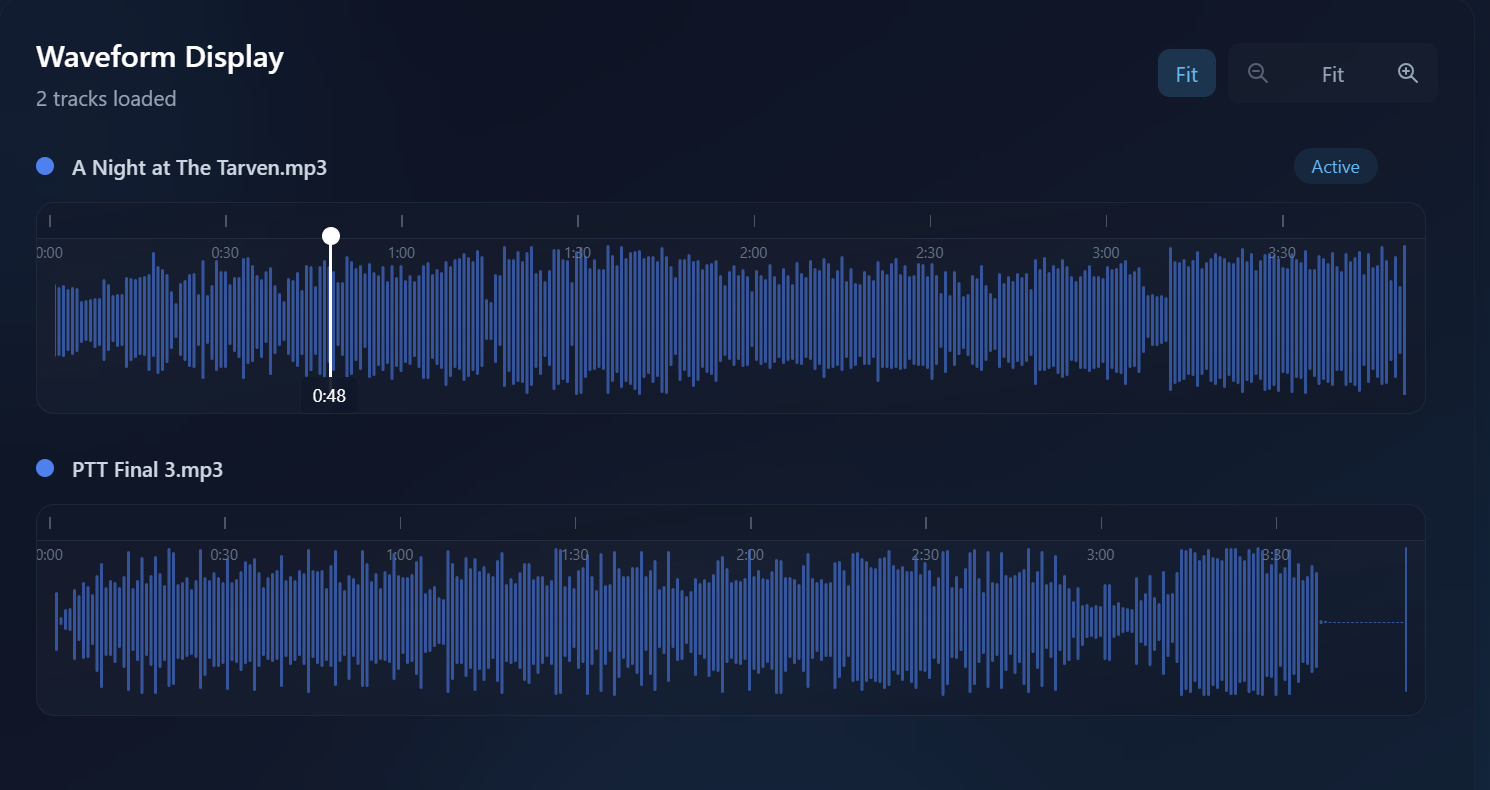 Waveform Display
2 tracks loaded
Fit
Fit
A Night at The Tarven.mp3
Active
0:00 0:30 1:00 1:30 2:00 2:30 3:00 3:30
0:48
PTT Final 3.mp3
0:00 0:30 1:00 1:30 2:00 2:30 3:00 3:30